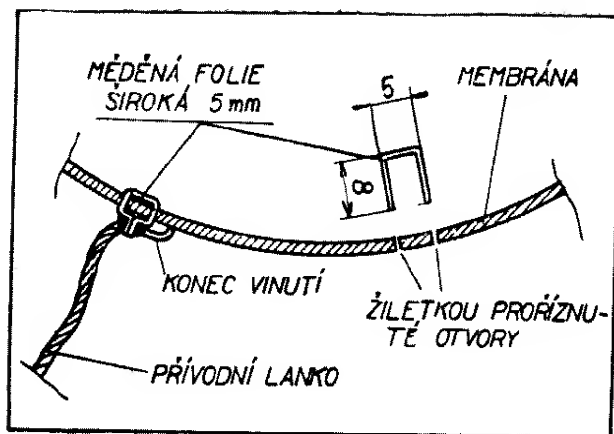 MĚDĚNÁ FOLIE
ŠIROKÁ 5 mm
5
MEMBRÁNA
8
KONEC VINUTÍ
ŽILETKOU PROŘÍZNU-
TÉ OTVORY
PŘÍVODNÍ LANKO